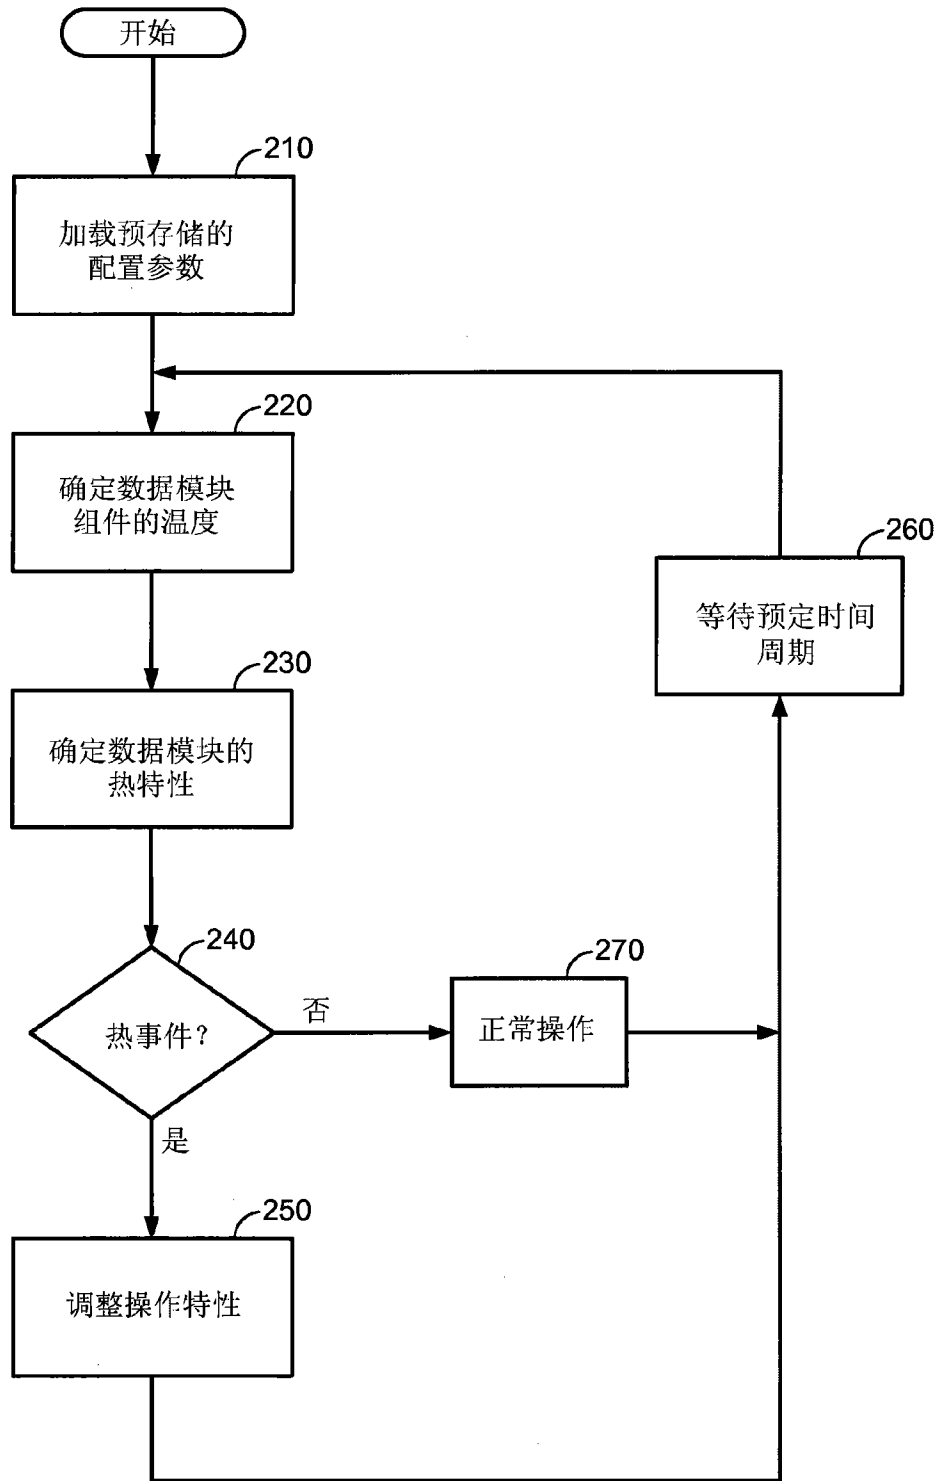 开始
210
加载预存储的
配置参数
220
确定数据模块
组件的温度
260
等待预定时间
周期
230
确定数据模块的
热特性
240
热事件?
否
270
正常操作
是
250
调整操作特性